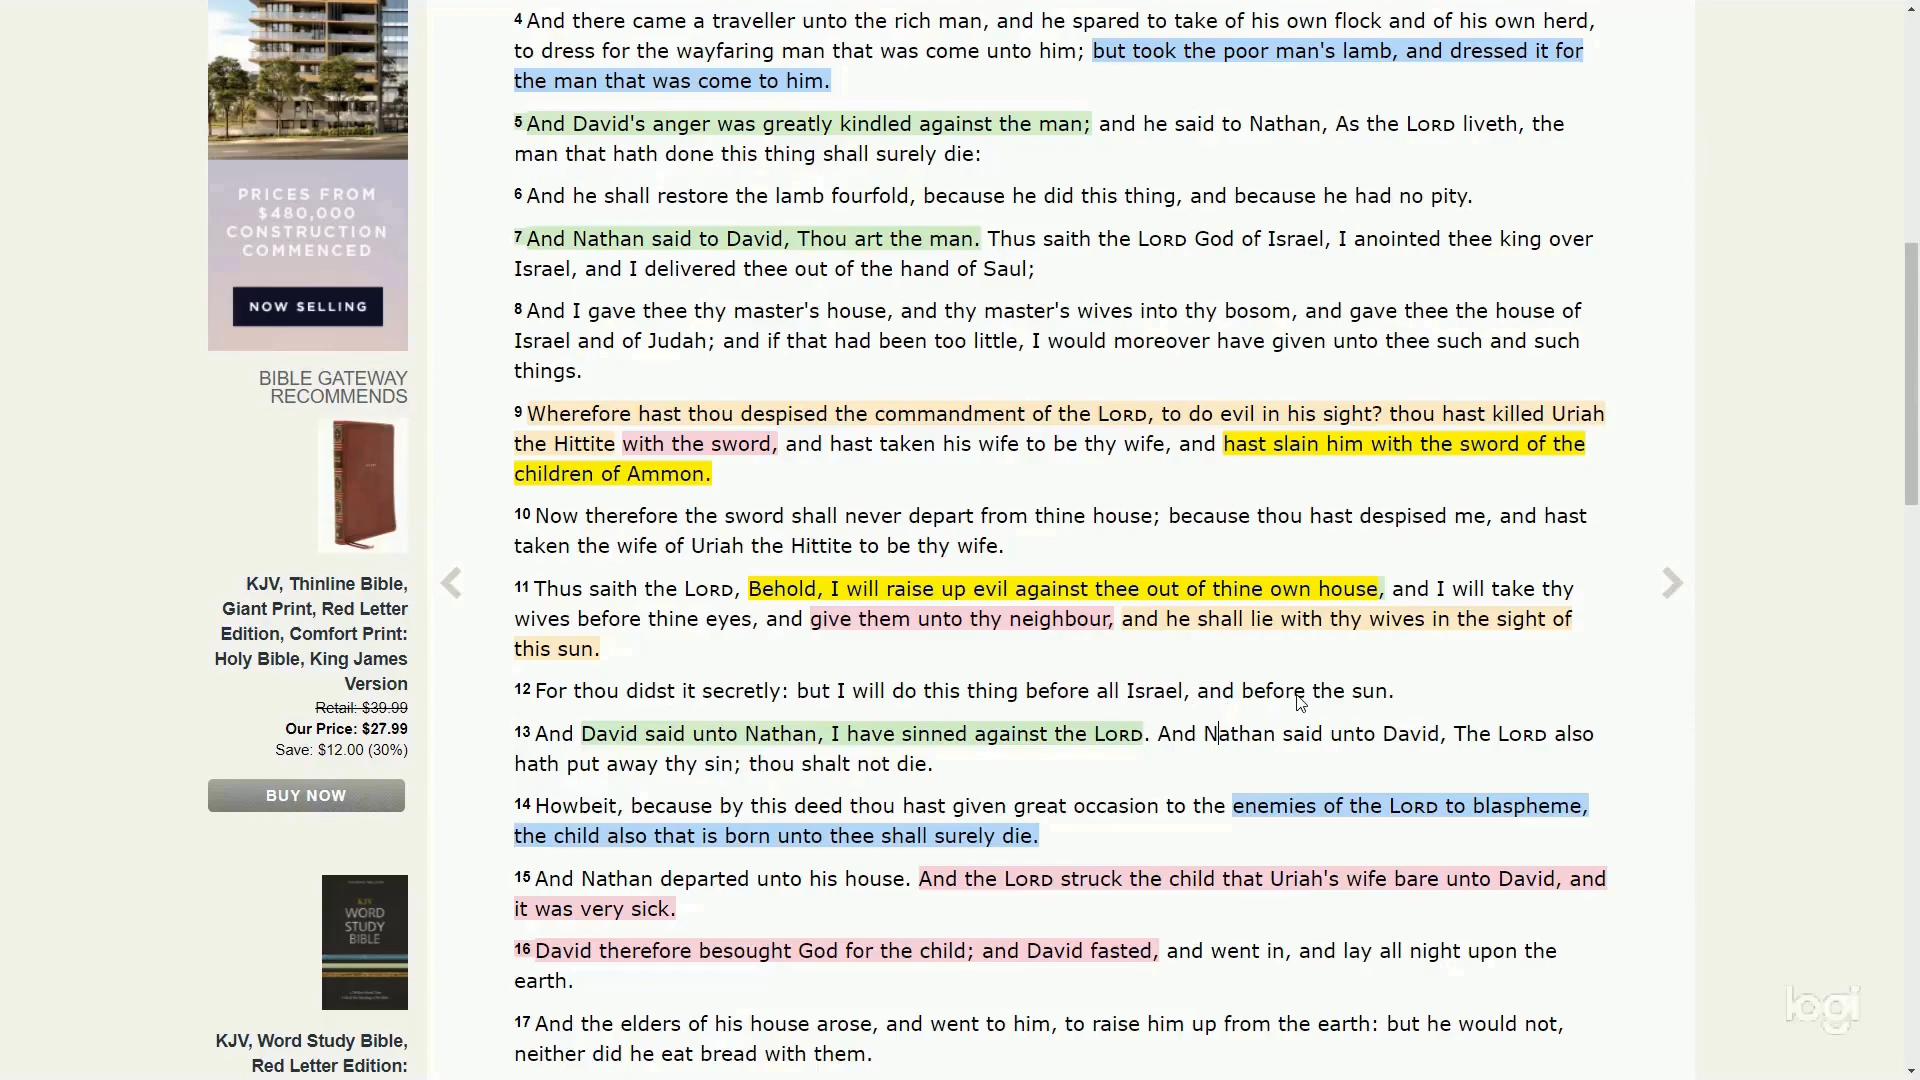 4 And there came a traveller unto the rich man, and he spared to take of his own flock and of his own herd,
to dress for the wayfaring man that was come unto him; but took the poor man's lamb, and dressed it for
the man that was come to him.
5 And David's anger was greatly kindled against the man; and he said to Nathan, As the LORD liveth, the
man that hath done this thing shall surely die:
6 And he shall restore the lamb fourfold, because he did this thing, and because he had no pity.
7 And Nathan said to David, Thou art the man. Thus saith the LORD God of Israel, I anointed thee king over
Israel, and I delivered thee out of the hand of Saul;
8 And I gave thee thy master's house, and thy master's wives into thy bosom, and gave thee the house of
Israel and of Judah; and if that had been too little, I would moreover have given unto thee such and such
things.
9 Wherefore hast thou despised the commandment of the LORD, to do evil in his sight? thou hast killed Uriah
the Hittite with the sword, and hast taken his wife to be thy wife, and hast slain him with the sword of the
children of Ammon.
10 Now therefore the sword shall never depart from thine house; because thou hast despised me, and hast
taken the wife of Uriah the Hittite to be thy wife.
11 Thus saith the LORD, Behold, I will raise up evil against thee out of thine own house, and I will take thy
wives before thine eyes, and give them unto thy neighbour, and he shall lie with thy wives in the sight of
this sun.
12 For thou didst it secretly: but I will do this thing before all Israel, and before the sun.
13 And David said unto Nathan, I have sinned against the LORD. And Nathan said unto David, The LORD also
hath put away thy sin; thou shalt not die.
14 Howbeit, because by this deed thou hast given great occasion to the enemies of the LORD to blaspheme,
the child also that is born unto thee shall surely die.
15 And Nathan departed unto his house. And the LORD struck the child that Uriah's wife bare unto David, and
it was very sick.
16 David therefore besought God for the child; and David fasted, and went in, and lay all night upon the
earth.
17 And the elders of his house arose, and went to him, to raise him up from the earth: but he would not,
neither did he eat bread with them.
PRICES FROM
$480,000
CONSTRUCTION
COMMENCED
NOW SELLING
BIBLE GATEWAY
RECOMMENDS
KJV, Thinline Bible,
Giant Print, Red Letter
Edition, Comfort Print:
Holy Bible, King James
Version
Retail: $39.99
Our Price: $27.99
Save: $12.00 (30%)
BUY NOW
KJV
WORD
STUDY
BIBLE
KJV, Word Study Bible,
Red Letter Edition:
logi